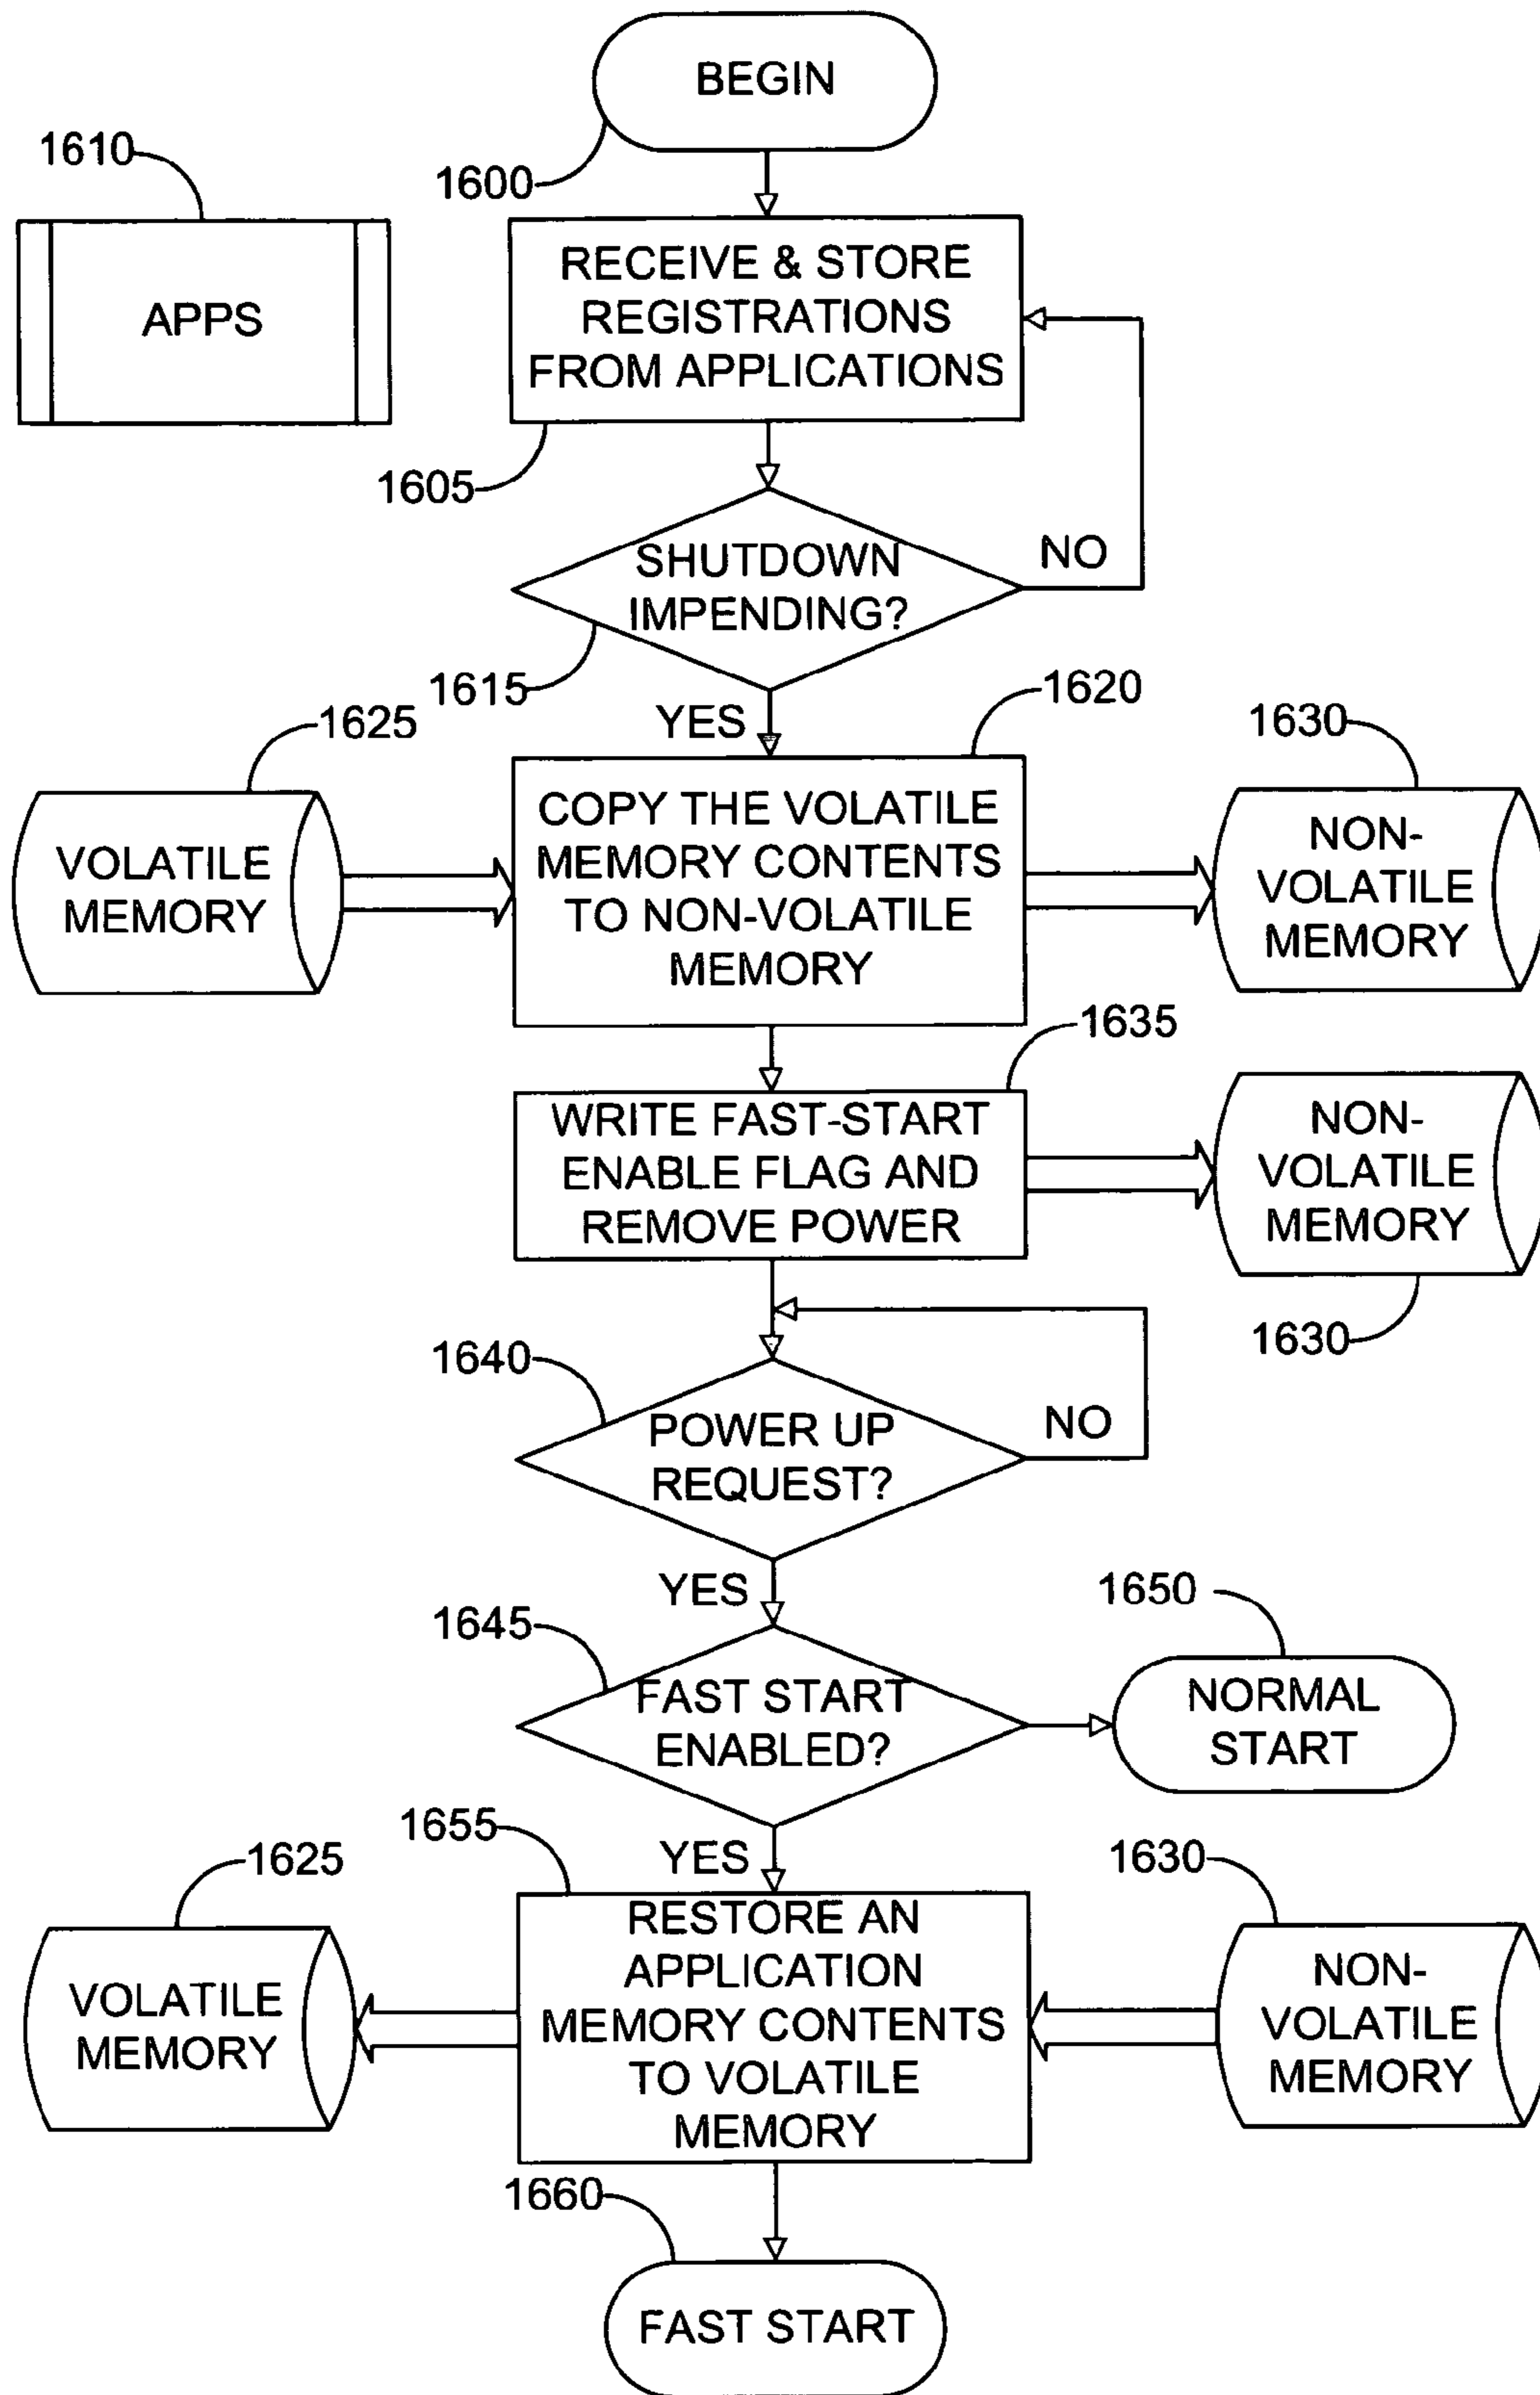 BEGIN
1610
1600
APPS
RECEIVE & STORE
REGISTRATIONS
FROM APPLICATIONS
1605
SHUTDOWN
IMPENDING?
NO
1615
YES
1620
1625
1630
VOLATILE
MEMORY
COPY THE VOLATILE
MEMORY CONTENTS
TO NON-VOLATILE
MEMORY
NON-
VOLATILE
MEMORY
1635
WRITE FAST-START
ENABLE FLAG AND
REMOVE POWER
NON-
VOLATILE
MEMORY
1630
1640
POWER UP
REQUEST?
NO
YES
1650
1645
FAST START
ENABLED?
NORMAL
START
1655
YES
1625
1630
VOLATILE
MEMORY
RESTORE AN
APPLICATION
MEMORY CONTENTS
TO VOLATILE
MEMORY
NON-
VOLATILE
MEMORY
1660
FAST START